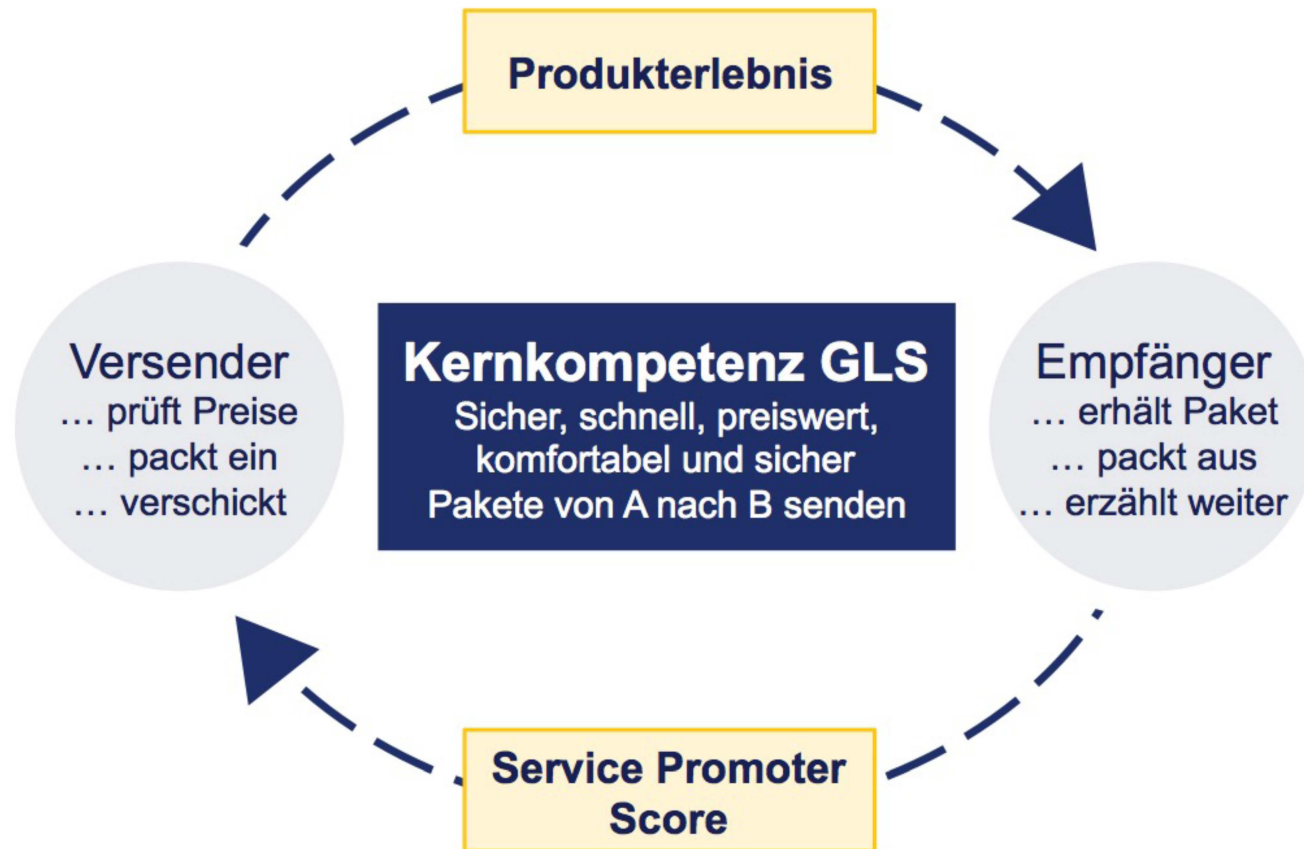 Produkterlebnis
Versender
… prüft Preise
… packt ein
… verschickt
Kernkompetenz GLS
Sicher, schnell, preiswert,
komfortabel und sicher
Pakete von A nach B senden
Empfänger
… erhält Paket
… packt aus
… erzählt weiter
Service Promoter
Score